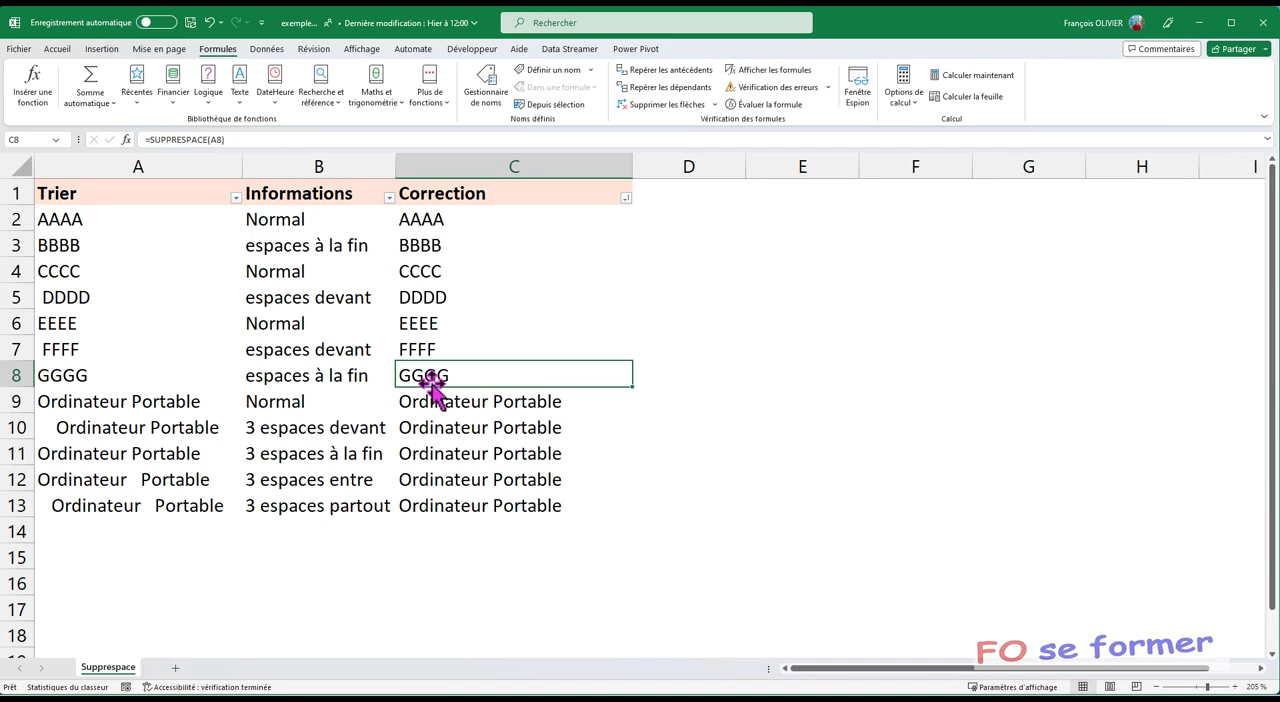 Enregistrement automatique
exemple...
Dernière modification : Hier à 12:00
Rechercher
François OLIVIER
Fichier Accueil Insertion Mise en page Formules Données Révision Affichage Automate Développeur Aide Data Streamer Power Pivot
Commentaires
Partager
Insérer une fonction
Somme automatique
Récentes
Financier
Logique
Texte
DateHeure
Recherche et référence
Maths et trigonométrie
Plus de fonctions
Bibliothèque de fonctions
Gestionnaire de noms
Définir un nom
Dans une formule
Depuis sélection
Noms définis
Repérer les antécédents
Repérer les dépendants
Supprimer les flèches
Afficher les formules
Vérification des erreurs
Évaluer la formule
Vérification des formules
Fenêtre Espion
Options de calcul
Calculer maintenant
Calculer la feuille
Calcul
C8 fx =SUPPRESPACE(A8)
A B C D E F G H I
1 Trier Informations Correction
2 AAAA Normal AAAA
3 BBBB espaces à la fin BBBB
4 CCCC Normal CCCC
5 DDDD espaces devant DDDD
6 EEEE Normal EEEE
7 FFFF espaces devant FFFF
8 GGGG espaces à la fin GGGG
9 Ordinateur Portable Normal Ordinateur Portable
10 Ordinateur Portable 3 espaces devant Ordinateur Portable
11 Ordinateur Portable 3 espaces à la fin Ordinateur Portable
12 Ordinateur   Portable 3 espaces entre Ordinateur Portable
13 Ordinateur   Portable 3 espaces partout Ordinateur Portable
14
15
16
17
18
FO se former
Supprespace
Prêt Statistiques du classeur Accessibilité : vérification terminée Paramètres d'affichage 205 %